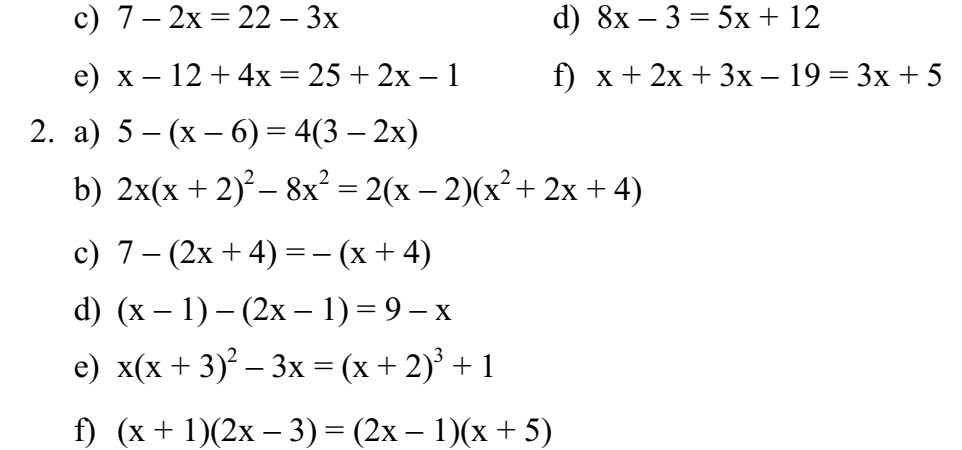 c) 7 – 2x = 22 – 3x d) 8x – 3 = 5x + 12
e) x – 12 + 4x = 25 + 2x – 1 f) x + 2x + 3x – 19 = 3x + 5
2. a) 5 – (x – 6) = 4(3 – 2x)
b) 2x(x + 2)² – 8x² = 2(x – 2)(x² + 2x + 4)
c) 7 – (2x + 4) = – (x + 4)
d) (x – 1) – (2x – 1) = 9 – x
e) x(x + 3)² – 3x = (x + 2)³ + 1
f) (x + 1)(2x – 3) = (2x – 1)(x + 5)